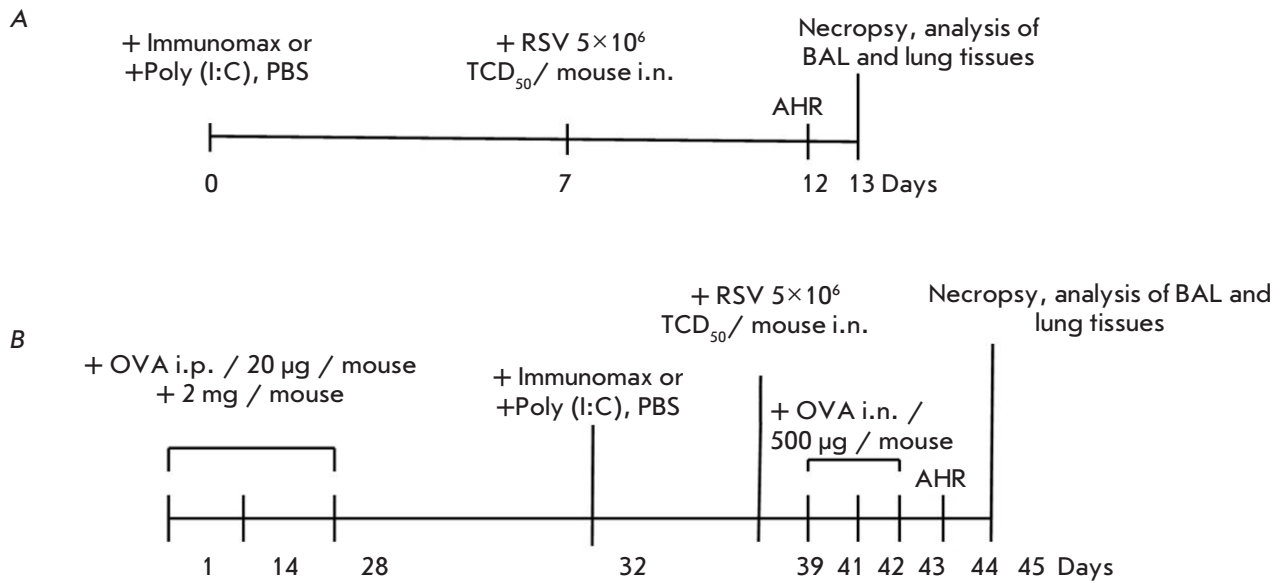 A
+ Immunomax or
+Poly (I:C), PBS
+ RSV 5×10⁶
TCD₅₀/ mouse i.n.
Necropsy, analysis of
BAL and lung tissues
AHR
0 7 12 13 Days
B
+ OVA i.p. / 20 µg / mouse
+ 2 mg / mouse
+ Immunomax or
+Poly (I:C), PBS
+ RSV 5×10⁶
TCD₅₀/ mouse i.n.
+ OVA i.n. /
500 µg / mouse
AHR
Necropsy, analysis of BAL and
lung tissues
1 14 28 32 39 41 42 43 44 45 Days